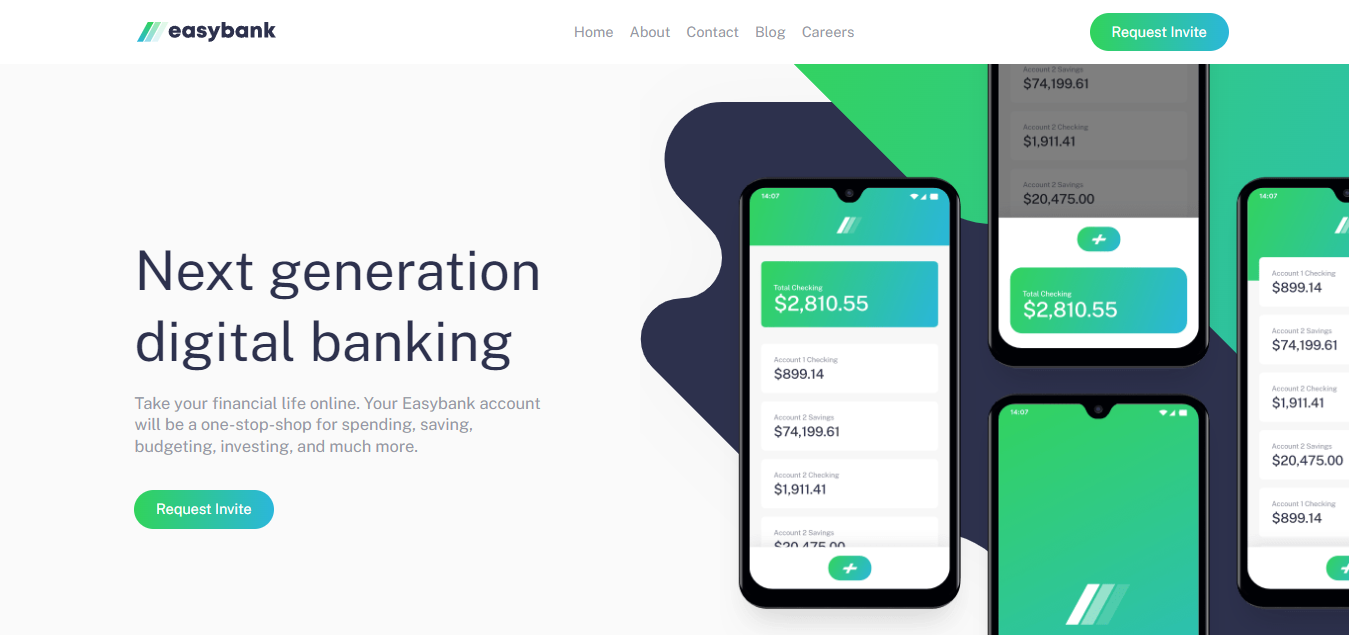 easybank
Home About Contact Blog Careers
Request Invite
Next generation
digital banking
Take your financial life online. Your Easybank account
will be a one-stop-shop for spending, saving,
budgeting, investing, and much more.
Request Invite
14:07
Total Checking
$2,810.55
Account 1 Checking
$899.14
Account 2 Savings
$74,199.61
Account 2 Checking
$1,911.41
Account 2 Savings
$20,475.00
Account 2 Savings
$74,199.61
Account 2 Checking
$1,911.41
Account 2 Savings
$20,475.00
Total Checking
$2,810.55
14:07
14:07
Account 1 Checking
$899.14
Account 2 Savings
$74,199.61
Account 2 Checking
$1,911.41
Account 2 Savings
$20,475.00
Account 1 Checking
$899.14